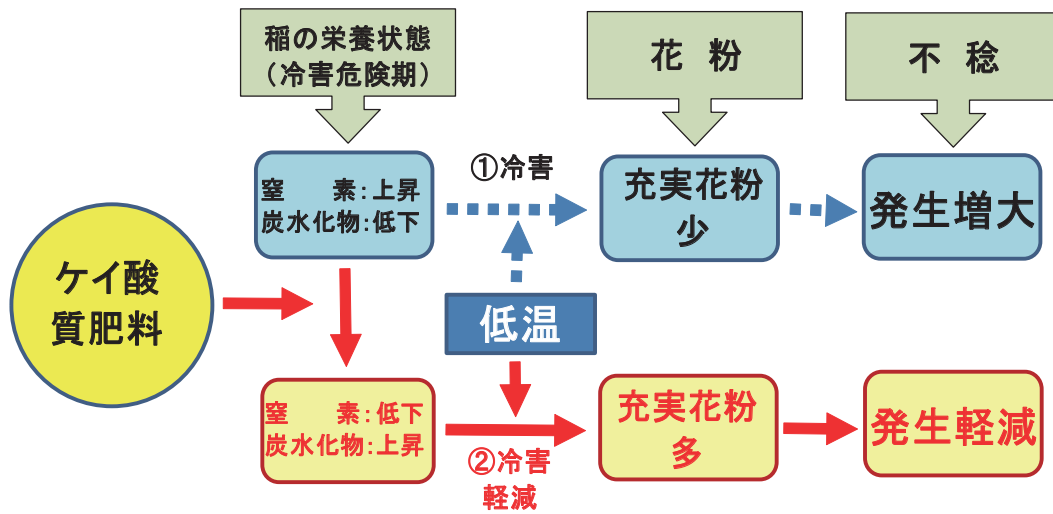 稲の栄養状態
（冷害危険期）
花 粉
不 稔
窒 素：上昇
炭水化物：低下
①冷害
充実花粉
少
発生増大
ケイ酸
質肥料
低温
窒 素：低下
炭水化物：上昇
②冷害
軽減
充実花粉
多
発生軽減